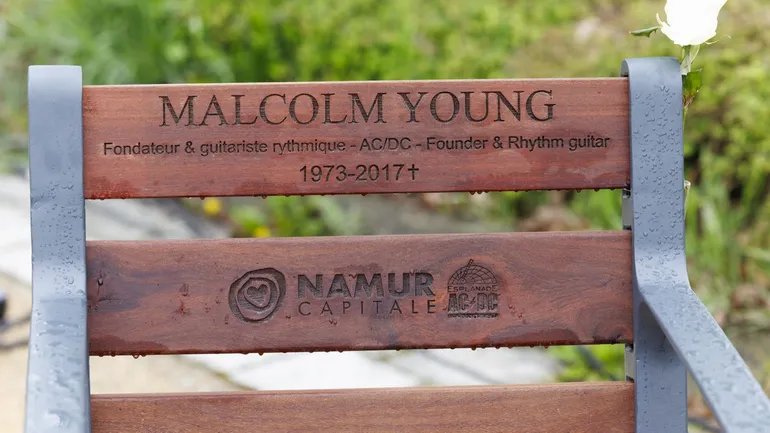 MALCOLM YOUNG
Fondateur & guitariste rythmique - AC/DC - Founder & Rhythm guitar
1973-2017✝
NAMUR
CAPITALE
ESPLANADE
AC⚡DC